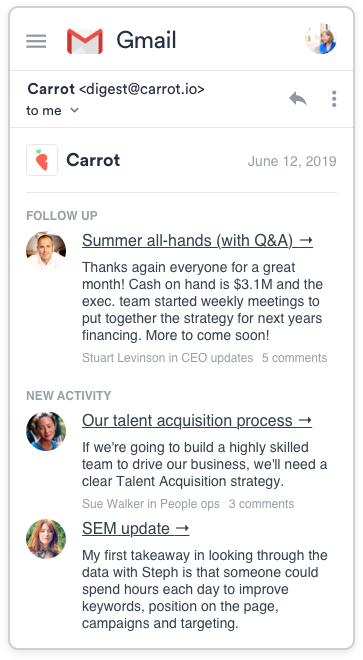 Gmail
Carrot <digest@carrot.io>
to me
Carrot June 12, 2019
FOLLOW UP
Summer all-hands (with Q&A) →
Thanks again everyone for a great
month! Cash on hand is $3.1M and the
exec. team started weekly meetings to
put together the strategy for next years
financing. More to come soon!
Stuart Levinson in CEO updates 5 comments
NEW ACTIVITY
Our talent acquisition process →
If we're going to build a highly skilled
team to drive our business, we'll need a
clear Talent Acquisition strategy.
Sue Walker in People ops 3 comments
SEM update →
My first takeaway in looking through the
data with Steph is that someone could
spend hours each day to improve
keywords, position on the page,
campaigns and targeting.